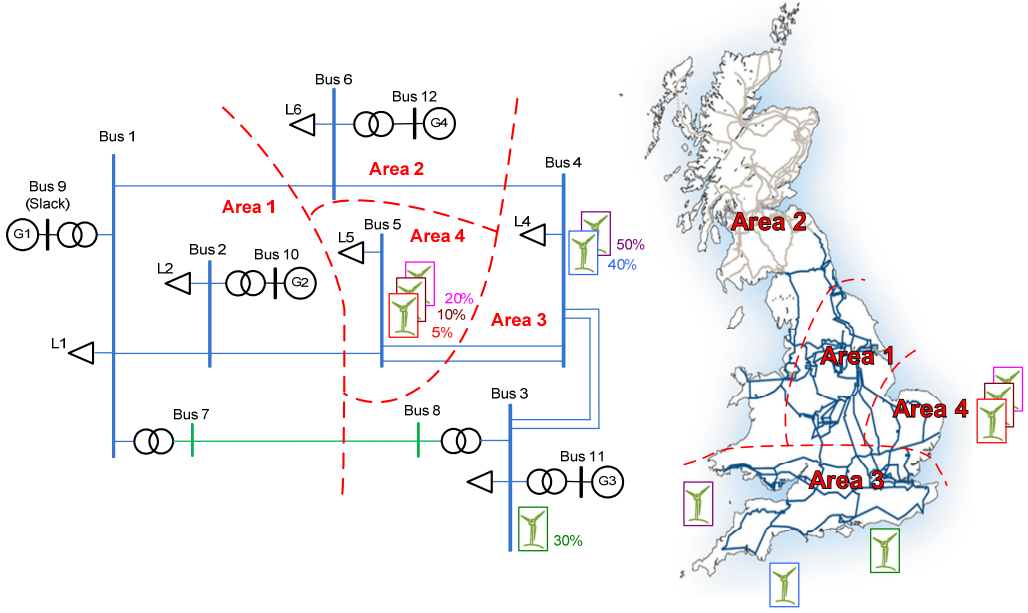 Bus 6
L6
Bus 12
G4
Bus 1
Area 2
Bus 4
Bus 9
(Slack)
G1
Area 1
L5
Bus 5
Area 4
L4
50%
40%
Bus 2
L2
Bus 10
G2
20%
10%
5%
Area 3
L1
Bus 7
Bus 8
Bus 3
Bus 11
G3
30%
Area 2
Area 1
Area 4
Area 3